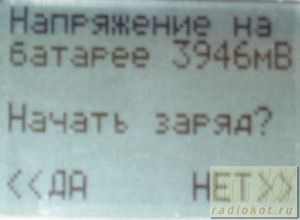 Напряжение на
батарее 3946мВ
Начать заряд?
<<ДА НЕТ>>
radiokot.ru